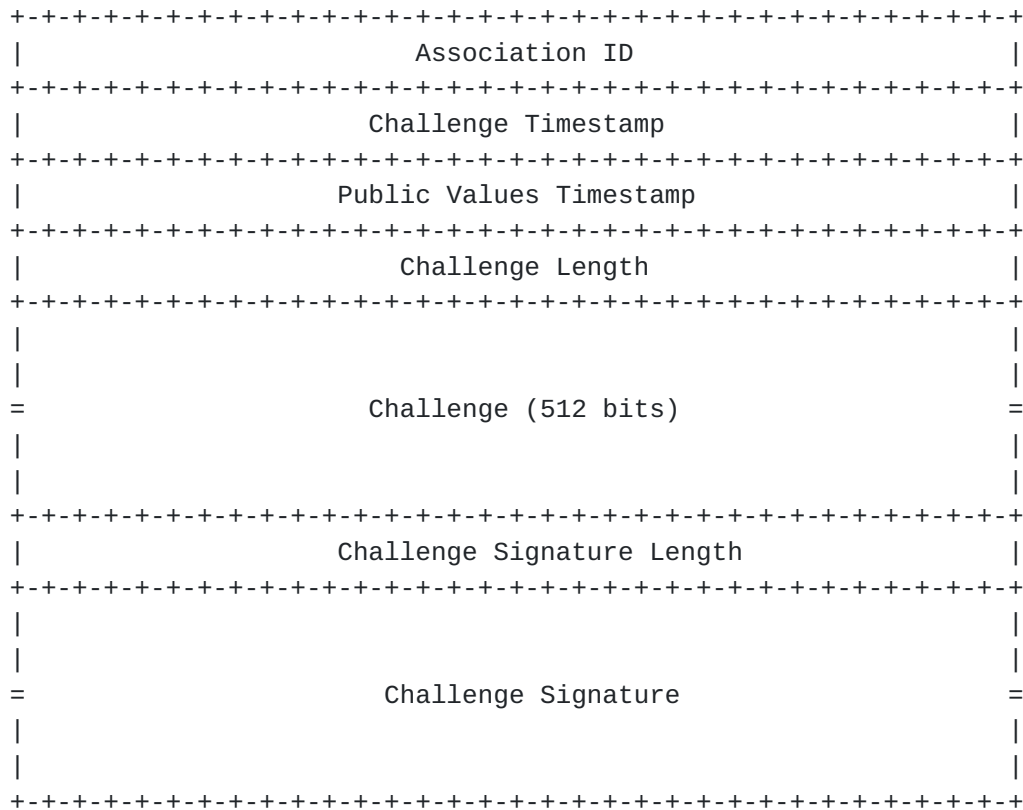 +-+-+-+-+-+-+-+-+-+-+-+-+-+-+-+-+-+-+-+-+-+-+-+-+-+-+-+-+-+-+-+-+
|                         Association ID                        |
+-+-+-+-+-+-+-+-+-+-+-+-+-+-+-+-+-+-+-+-+-+-+-+-+-+-+-+-+-+-+-+-+
|                      Challenge Timestamp                      |
+-+-+-+-+-+-+-+-+-+-+-+-+-+-+-+-+-+-+-+-+-+-+-+-+-+-+-+-+-+-+-+-+
|                    Public Values Timestamp                    |
+-+-+-+-+-+-+-+-+-+-+-+-+-+-+-+-+-+-+-+-+-+-+-+-+-+-+-+-+-+-+-+-+
|                        Challenge Length                       |
+-+-+-+-+-+-+-+-+-+-+-+-+-+-+-+-+-+-+-+-+-+-+-+-+-+-+-+-+-+-+-+-+
|                                                               |
|                                                               |
=                      Challenge (512 bits)                     =
|                                                               |
|                                                               |
+-+-+-+-+-+-+-+-+-+-+-+-+-+-+-+-+-+-+-+-+-+-+-+-+-+-+-+-+-+-+-+-+
|                    Challenge Signature Length                 |
+-+-+-+-+-+-+-+-+-+-+-+-+-+-+-+-+-+-+-+-+-+-+-+-+-+-+-+-+-+-+-+-+
|                                                               |
|                                                               |
=                       Challenge Signature                     =
|                                                               |
|                                                               |
+-+-+-+-+-+-+-+-+-+-+-+-+-+-+-+-+-+-+-+-+-+-+-+-+-+-+-+-+-+-+-+-+